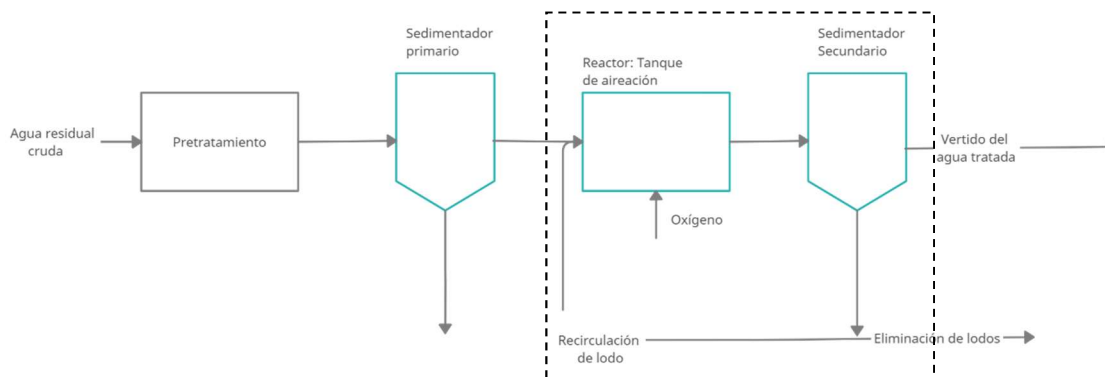 Agua residual
cruda
Pretratamiento
Sedimentador
primario
Reactor: Tanque
de aireación
Oxígeno
Sedimentador
Secundario
Vertido del
agua tratada
Recirculación
de lodo
Eliminación de lodos